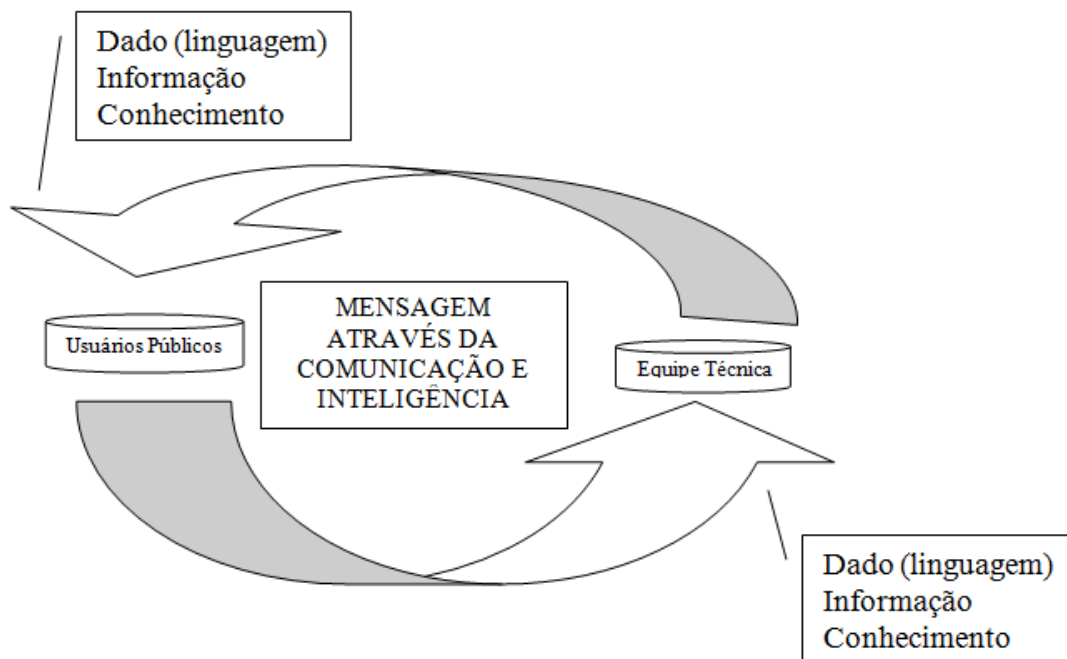 Dado (linguagem)
Informação
Conhecimento
MENSAGEM
ATRAVÉS DA
COMUNICAÇÃO E
INTELIGÊNCIA
Usuários Públicos
Equipe Técnica
Dado (linguagem)
Informação
Conhecimento